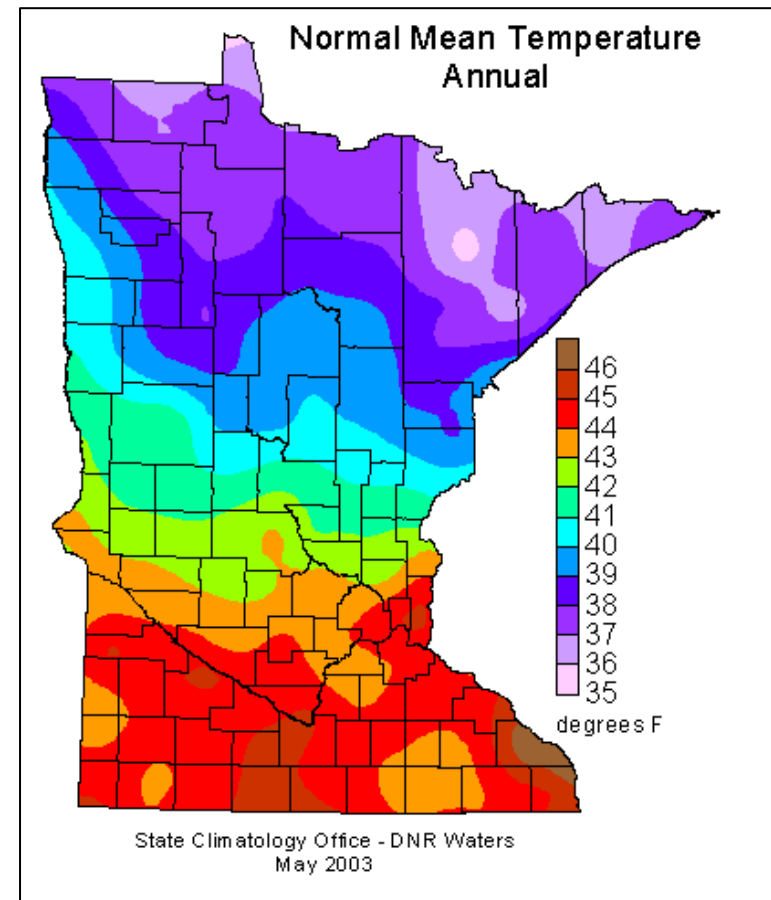 Normal Mean Temperature
Annual
46
45
44
43
42
41
40
39
38
37
36
35
degrees F
State Climatology Office - DNR Waters
May 2003